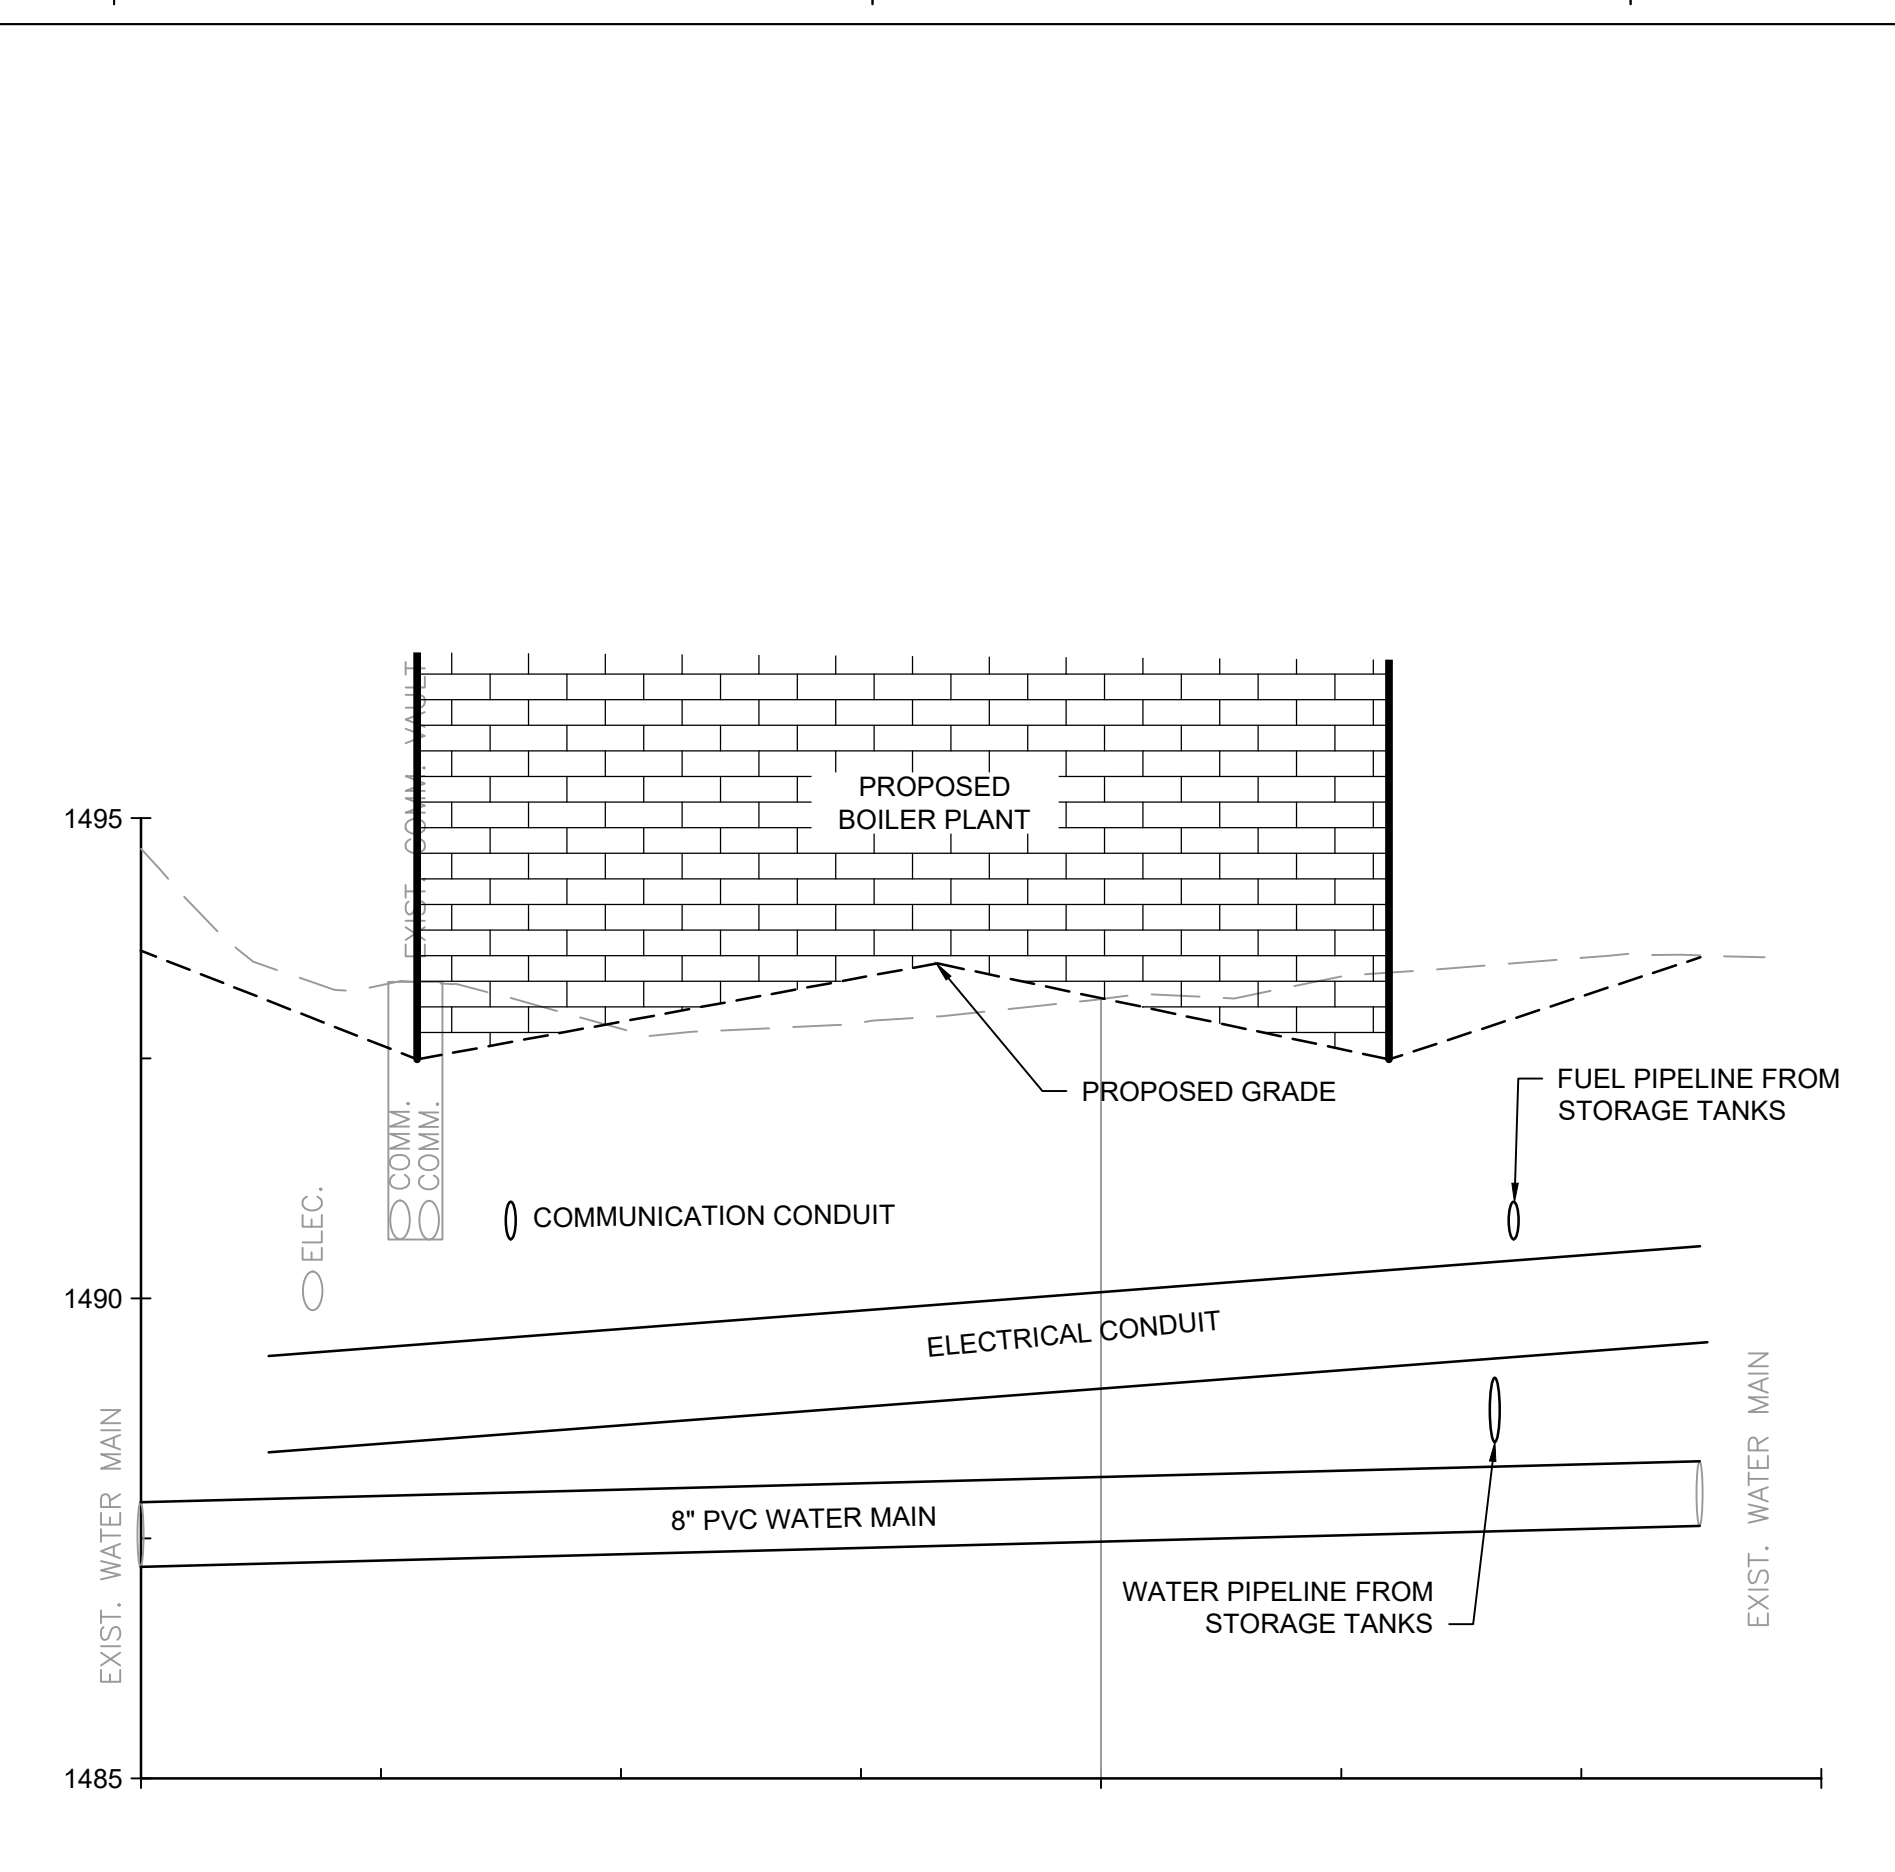 EXIST. COMM. VAULT
PROPOSED
BOILER PLANT
1495
PROPOSED GRADE
FUEL PIPELINE FROM
STORAGE TANKS
COMM.
COMM.
ELEC.
COMMUNICATION CONDUIT
1490
ELECTRICAL CONDUIT
EXIST. WATER MAIN
EXIST. WATER MAIN
8" PVC WATER MAIN
WATER PIPELINE FROM
STORAGE TANKS
1485